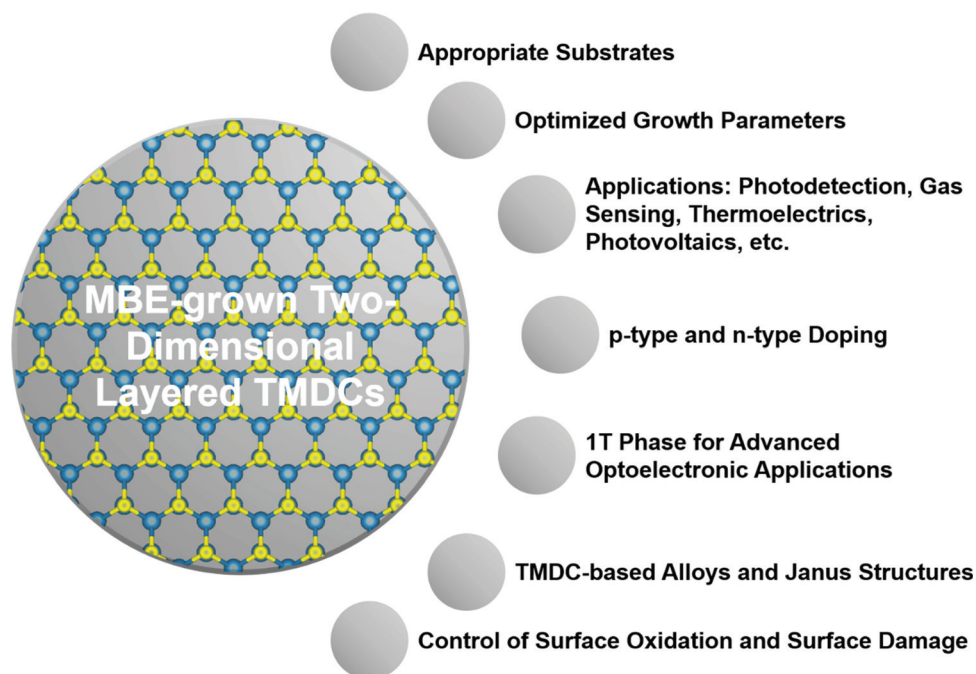 Appropriate Substrates
Optimized Growth Parameters
Applications: Photodetection, Gas
Sensing, Thermoelectrics,
Photovoltaics, etc.
MBE-grown Two-
Dimensional
Layered TMDCs
p-type and n-type Doping
1T Phase for Advanced
Optoelectronic Applications
TMDC-based Alloys and Janus Structures
Control of Surface Oxidation and Surface Damage